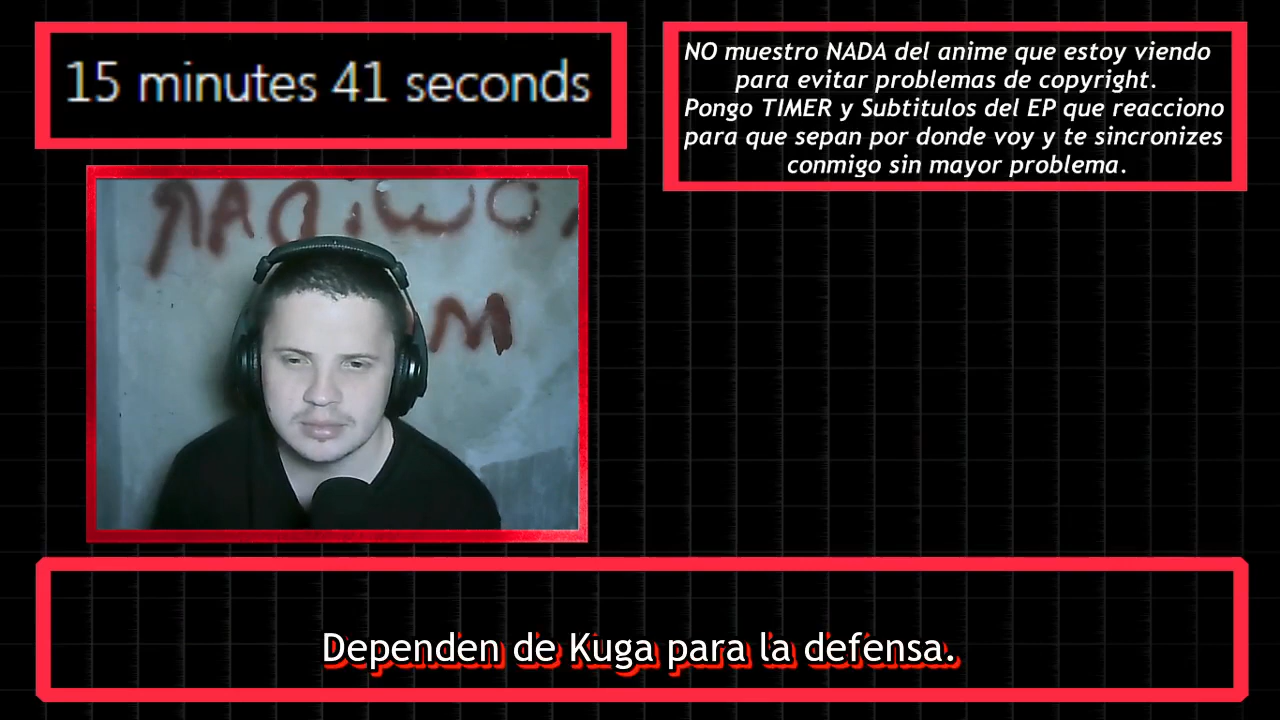 15 minutes 41 seconds
NO muestro NADA del anime que estoy viendo
para evitar problemas de copyright.
Pongo TIMER y Subtitulos del EP que reacciono
para que sepan por donde voy y te sincronizes
conmigo sin mayor problema.
Dependen de Kuga para la defensa.